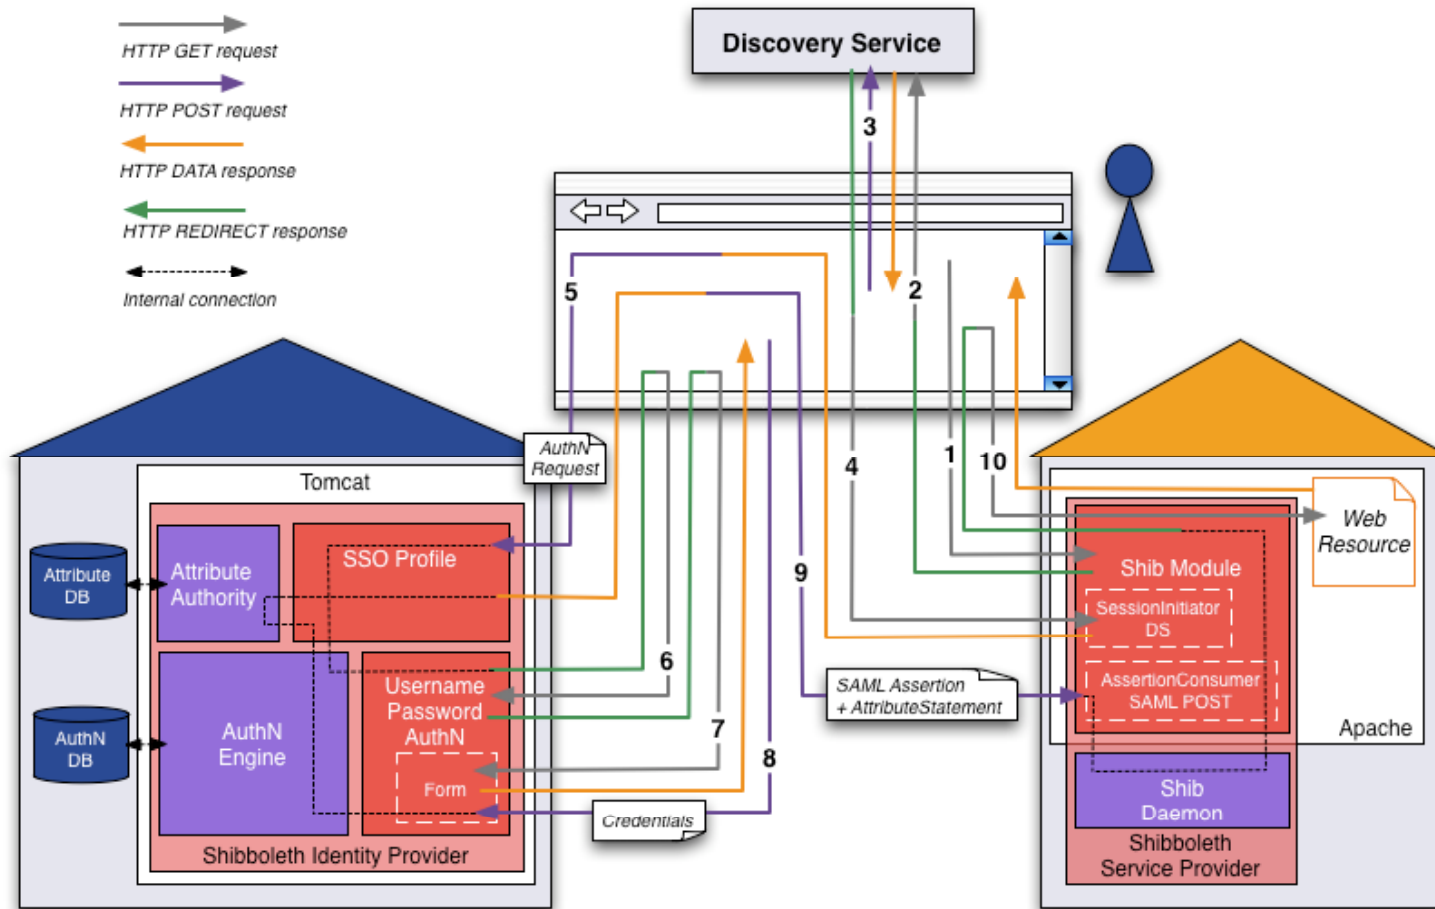 HTTP GET request
HTTP POST request
HTTP DATA response
HTTP REDIRECT response
Internal connection
Discovery Service
3
5
2
AuthN
Request
4
1
10
Tomcat
Attribute
DB
Attribute
Authority
SSO Profile
9
Web
Resource
Shib Module
SessionInitiator
DS
6
AuthN
DB
AuthN
Engine
Username
Password
AuthN
Form
7
8
SAML Assertion
+ AttributeStatement
AssertionConsumer
SAML POST
Apache
Credentials
Shib
Daemon
Shibboleth Identity Provider
Shibboleth
Service Provider